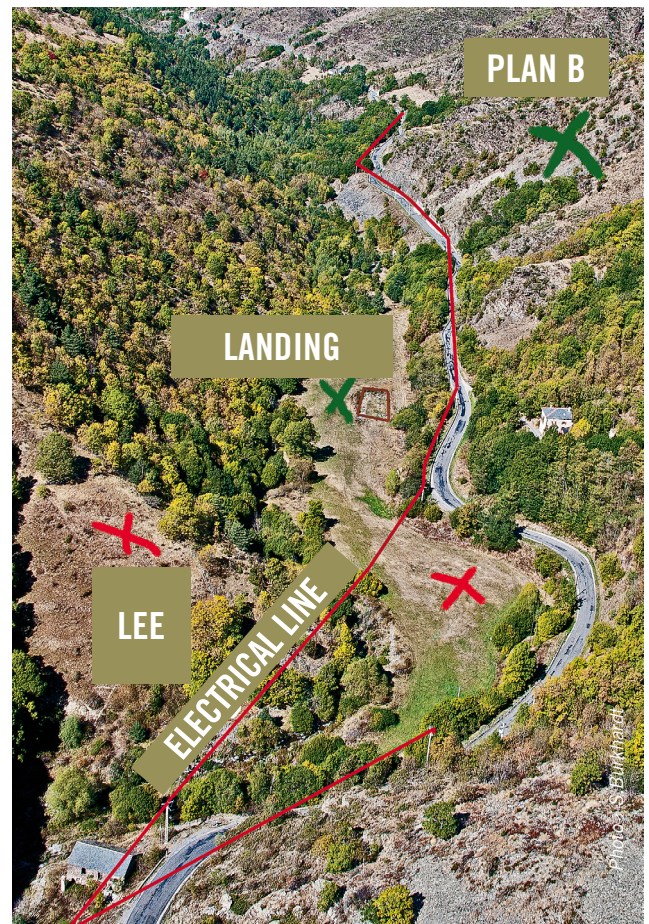 PLAN B
LANDING
LEE
ELECTRICAL LINE
Photo : S.Burkhardt